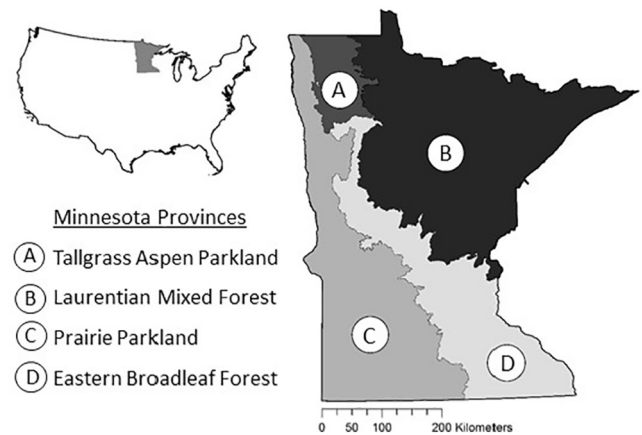 Minnesota Provinces
A Tallgrass Aspen Parkland
B Laurentian Mixed Forest
C Prairie Parkland
D Eastern Broadleaf Forest
A
B
C
D
0 50 100 200 Kilometers